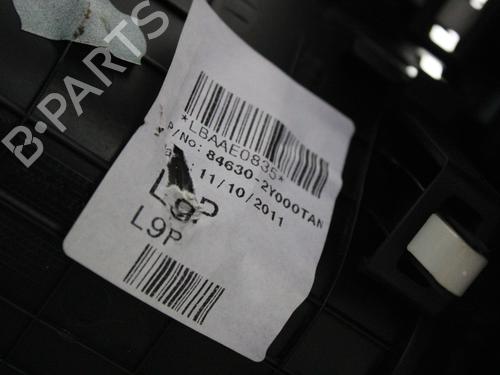 B-PARTS
*LBAAE0835*
P/No: 84630-2Y000TAN
11/10/2011
L9P
L9P